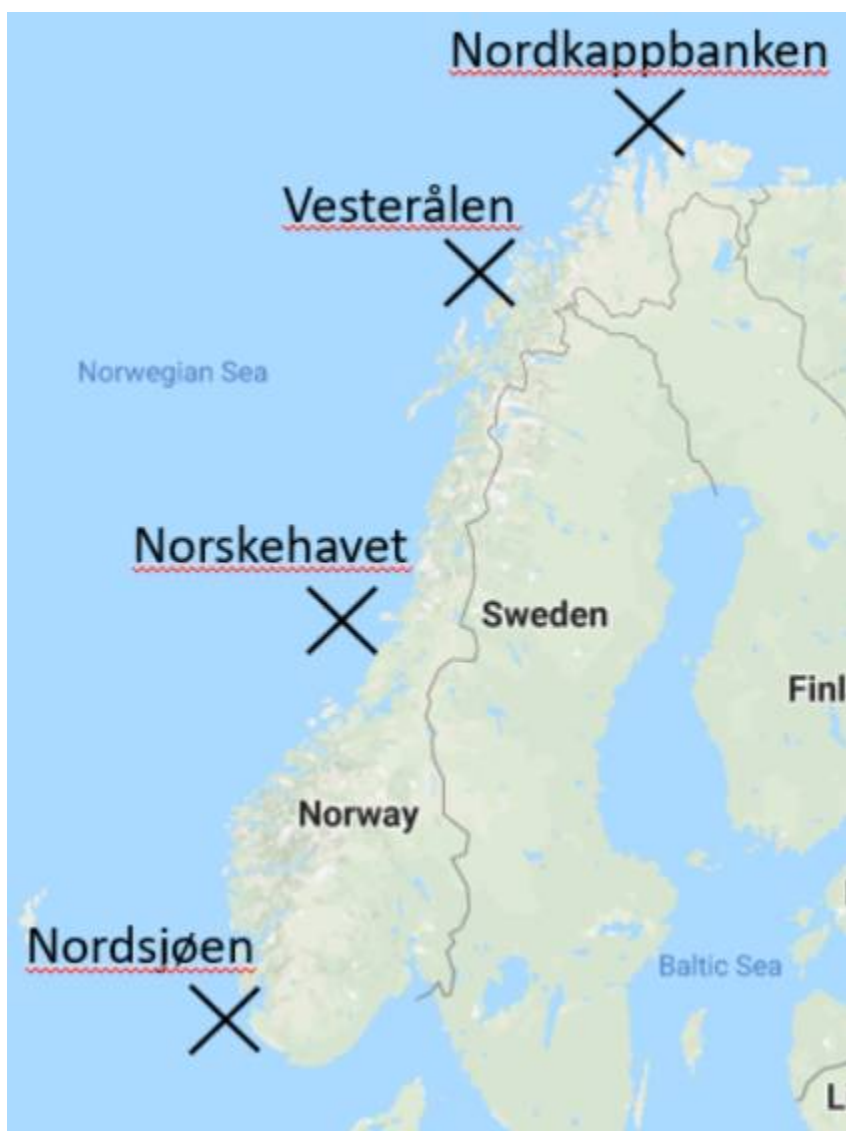 Nordkappbanken
Vesterålen
Norwegian Sea
Norskehavet
Sweden
Finl
Norway
Nordsjøen
Baltic Sea
L